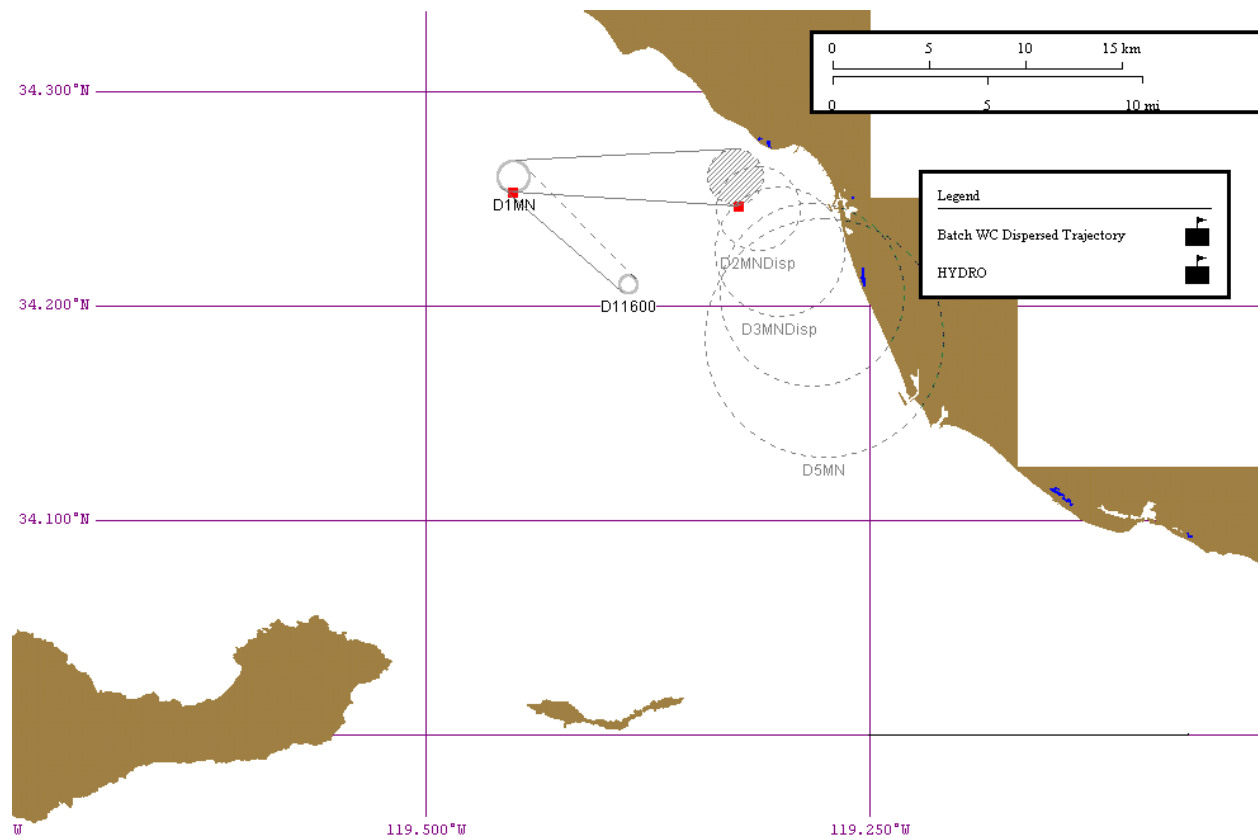 0 5 10 15 km
0 5 10 mi
34.300°N
Legend
Batch WC Dispersed Trajectory
HYDRO
D1MN
D2MNDisp
D11600
34.200°N
D3MNDisp
D5MN
34.100°N
W 119.500°W 119.250°W